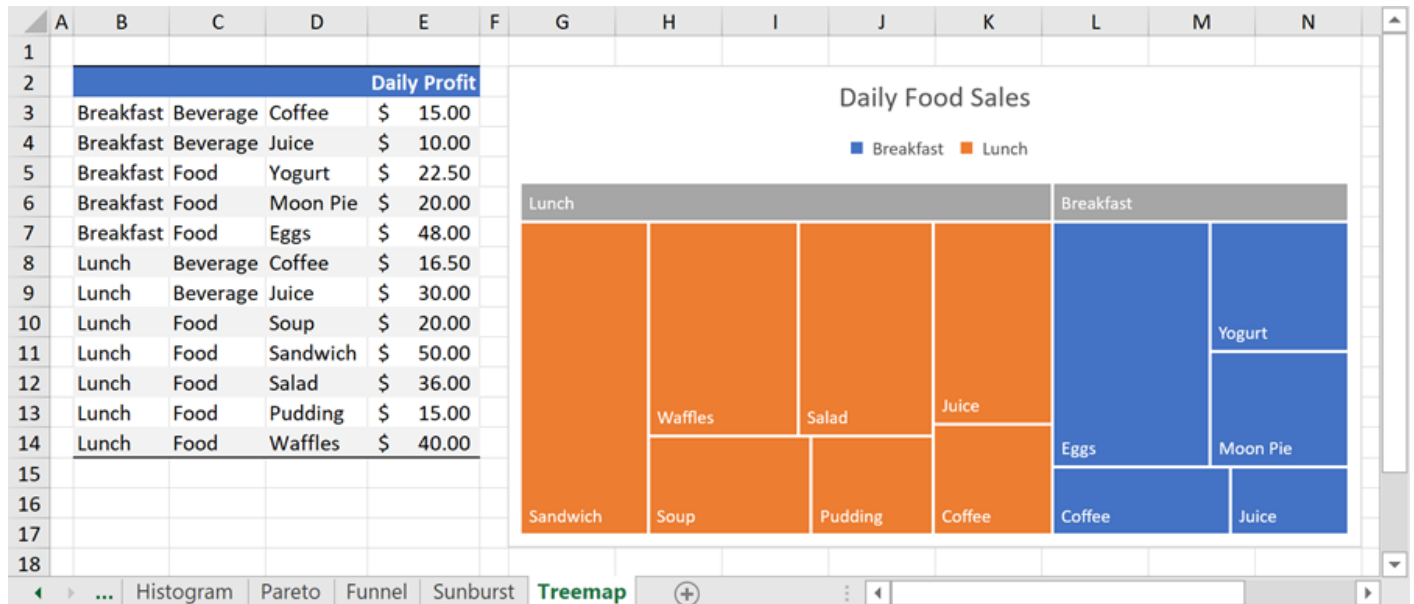 A B C D E F G H I J K L M N
1
2 Daily Profit
3 Breakfast Beverage Coffee $ 15.00
4 Breakfast Beverage Juice $ 10.00
5 Breakfast Food Yogurt $ 22.50
6 Breakfast Food Moon Pie $ 20.00
7 Breakfast Food Eggs $ 48.00
8 Lunch Beverage Coffee $ 16.50
9 Lunch Beverage Juice $ 30.00
10 Lunch Food Soup $ 20.00
11 Lunch Food Sandwich $ 50.00
12 Lunch Food Salad $ 36.00
13 Lunch Food Pudding $ 15.00
14 Lunch Food Waffles $ 40.00
15
16
17
18
Daily Food Sales
Breakfast Lunch
Lunch Breakfast
Yogurt
Waffles Salad Juice
Eggs Moon Pie
Sandwich Soup Pudding Coffee Coffee Juice
... Histogram Pareto Funnel Sunburst Treemap